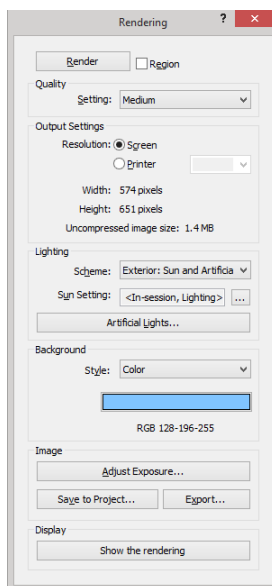 Rendering ? ×
Render Region
Quality
Setting: Medium
Output Settings
Resolution: Screen
Printer
Width: 574 pixels
Height: 651 pixels
Uncompressed image size: 1.4 MB
Lighting
Scheme: Exterior: Sun and Artificia
Sun Setting: <In-session, Lighting> ...
Artificial Lights...
Background
Style: Color
RGB 128-196-255
Image
Adjust Exposure...
Save to Project... Export...
Display
Show the rendering